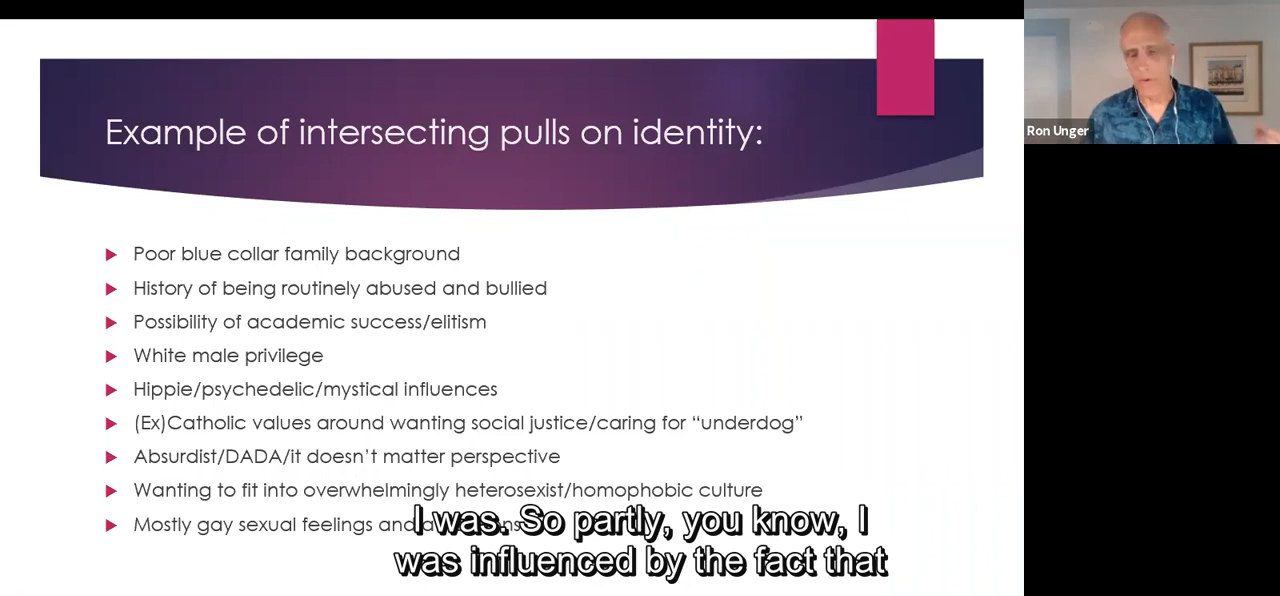 Example of intersecting pulls on identity:
Ron Unger
Poor blue collar family background
History of being routinely abused and bullied
Possibility of academic success/elitism
White male privilege
Hippie/psychedelic/mystical influences
(Ex)Catholic values around wanting social justice/caring for “underdog”
Absurdist/DADA/it doesn’t matter perspective
Wanting to fit into overwhelmingly heterosexist/homophobic culture
Mostly gay sexual feelings and
I was. So partly, you know, I
was influenced by the fact that